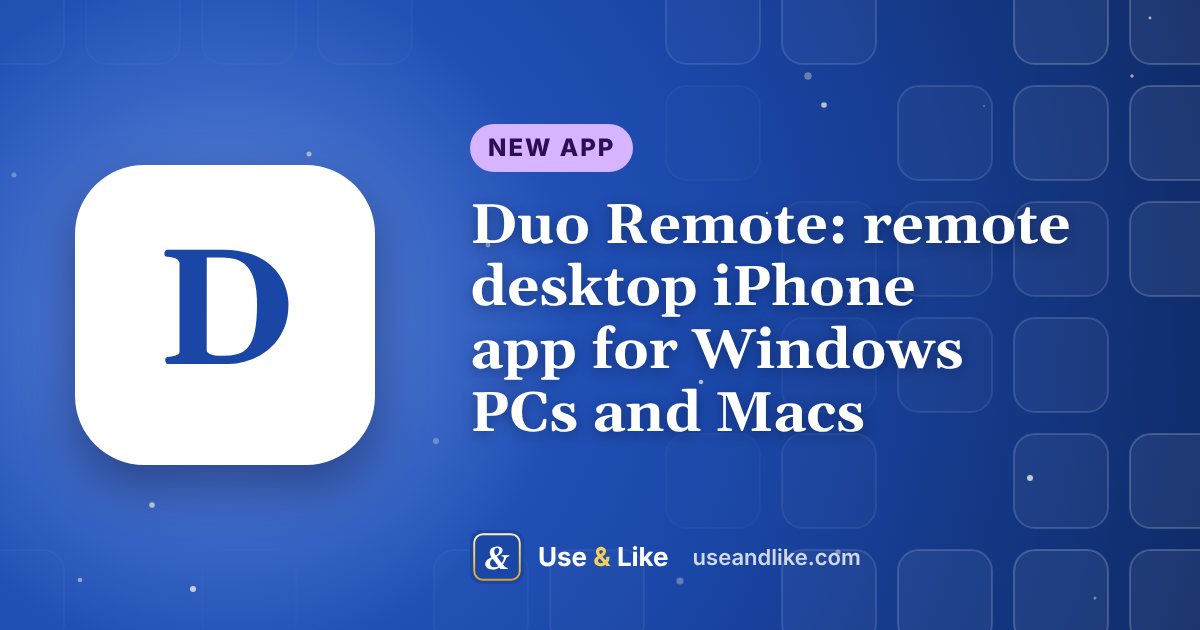 D
NEW APP
Duo Remote: remote
desktop iPhone
app for Windows
PCs and Macs
& Use & Like useandlike.com